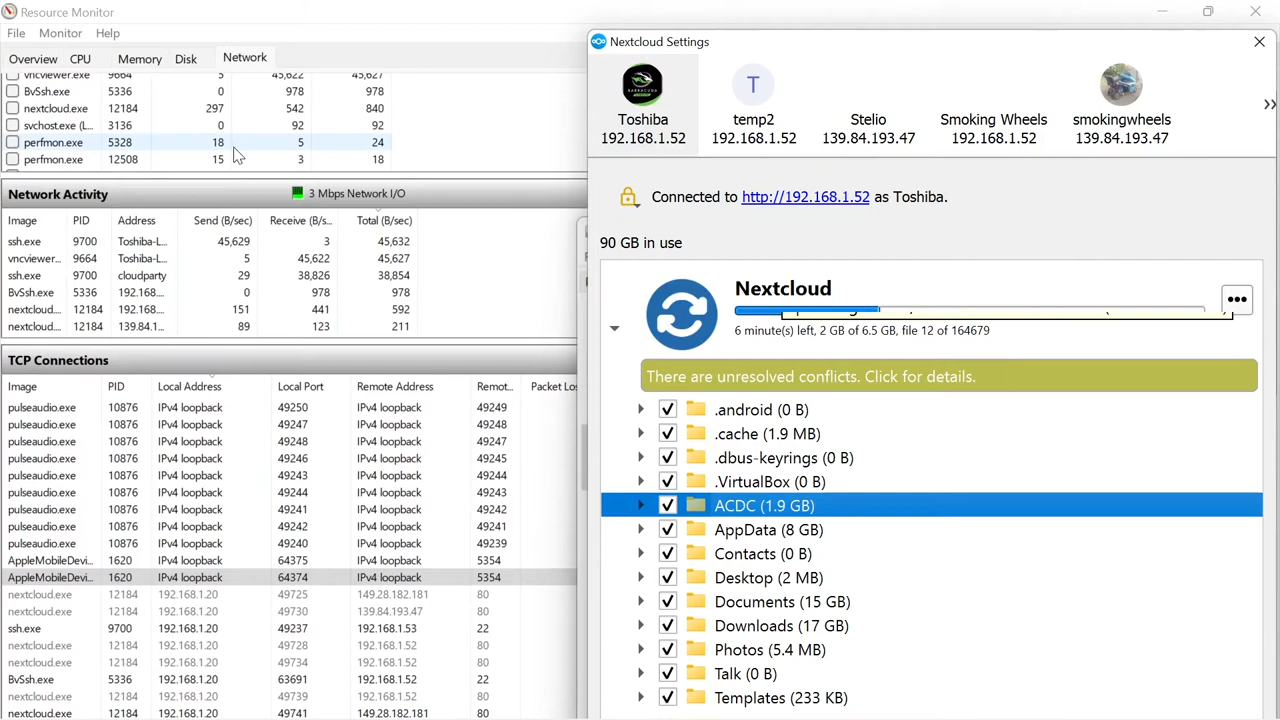 Resource Monitor
File Monitor Help
Overview CPU Memory Disk Network
vncviewer.exe 9664 5 45,622 45,627
BvSsh.exe 5336 0 978 978
nextcloud.exe 12184 297 542 840
svchost.exe (L... 3136 0 92 92
perfmon.exe 5328 18 5 24
perfmon.exe 12508 15 3 18
Network Activity 3 Mbps Network I/O
Image PID Address Send (B/sec) Receive (B/s... Total (B/sec)
ssh.exe 9700 Toshiba-L... 45,629 3 45,632
vncviewer... 9664 Toshiba-L... 5 45,622 45,627
ssh.exe 9700 cloudparty 29 38,826 38,854
BvSsh.exe 5336 192.168.... 0 978 978
nextcloud.... 12184 192.168.... 151 441 592
nextcloud.... 12184 139.84.1... 89 123 211
TCP Connections
Image PID Local Address Local Port Remote Address Remot... Packet Los
pulseaudio.exe 10876 IPv4 loopback 49250 IPv4 loopback 49249
pulseaudio.exe 10876 IPv4 loopback 49247 IPv4 loopback 49248
pulseaudio.exe 10876 IPv4 loopback 49248 IPv4 loopback 49247
pulseaudio.exe 10876 IPv4 loopback 49246 IPv4 loopback 49245
pulseaudio.exe 10876 IPv4 loopback 49243 IPv4 loopback 49244
pulseaudio.exe 10876 IPv4 loopback 49244 IPv4 loopback 49243
pulseaudio.exe 10876 IPv4 loopback 49241 IPv4 loopback 49242
pulseaudio.exe 10876 IPv4 loopback 49242 IPv4 loopback 49241
pulseaudio.exe 10876 IPv4 loopback 49240 IPv4 loopback 49239
AppleMobileDevi... 1620 IPv4 loopback 64375 IPv4 loopback 5354
AppleMobileDevi... 1620 IPv4 loopback 64374 IPv4 loopback 5354
nextcloud.exe 12184 192.168.1.20 49725 149.28.182.181 80
nextcloud.exe 12184 192.168.1.20 49730 139.84.193.47 80
ssh.exe 9700 192.168.1.20 49237 192.168.1.53 22
nextcloud.exe 12184 192.168.1.20 49728 192.168.1.52 80
nextcloud.exe 12184 192.168.1.20 49734 192.168.1.52 80
BvSsh.exe 5336 192.168.1.20 63691 192.168.1.52 22
nextcloud.exe 12184 192.168.1.20 49739 192.168.1.52 80
nextcloud.exe 12184 192.168.1.20 49741 149.28.182.181 80
Nextcloud Settings
BARRACUDA
T
Toshiba temp2 Stelio Smoking Wheels smokingwheels
192.168.1.52 192.168.1.52 139.84.193.47 192.168.1.52 139.84.193.47
Connected to http://192.168.1.52 as Toshiba.
90 GB in use
Nextcloud
6 minute(s) left, 2 GB of 6.5 GB, file 12 of 164679
There are unresolved conflicts. Click for details.
.android (0 B)
.cache (1.9 MB)
.dbus-keyrings (0 B)
.VirtualBox (0 B)
ACDC (1.9 GB)
AppData (8 GB)
Contacts (0 B)
Desktop (2 MB)
Documents (15 GB)
Downloads (17 GB)
Photos (5.4 MB)
Talk (0 B)
Templates (233 KB)